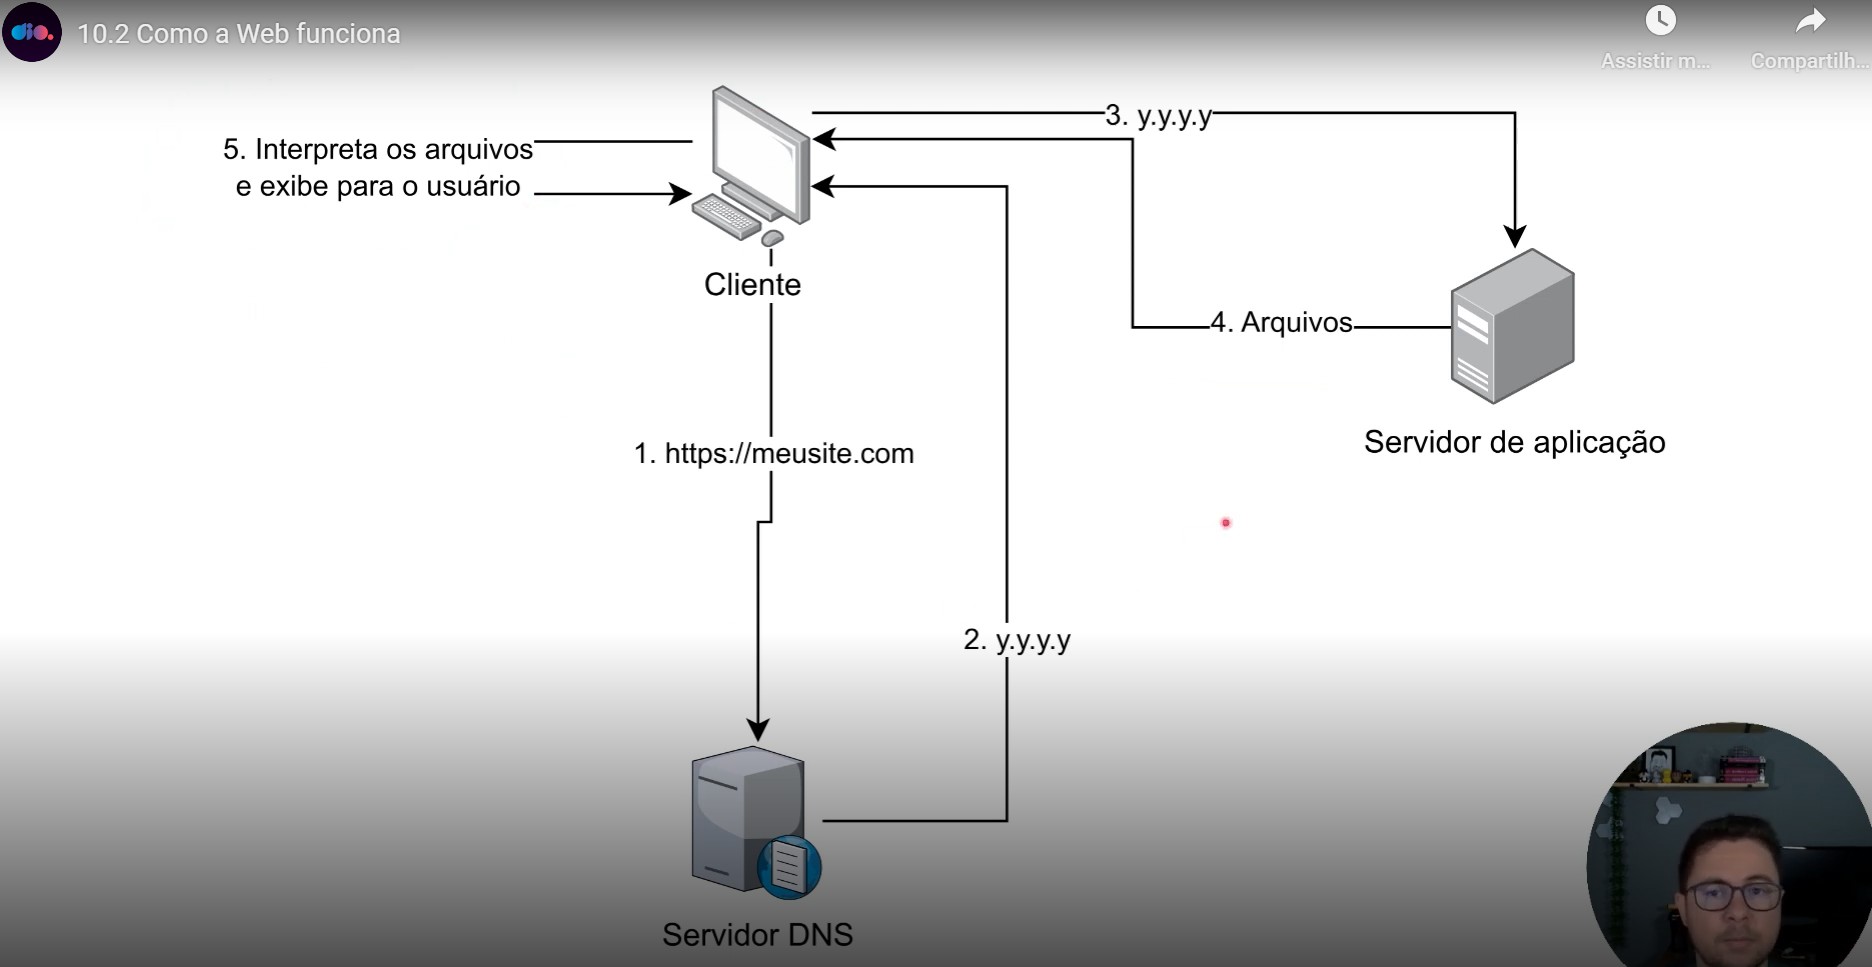 dio.
10.2 Como a Web funciona
Assistir m...
Compartilh...
3. y.y.y.y
5. Interpreta os arquivos
e exibe para o usuário
Cliente
4. Arquivos
Servidor de aplicação
1. https://meusite.com
2. y.y.y.y
Servidor DNS